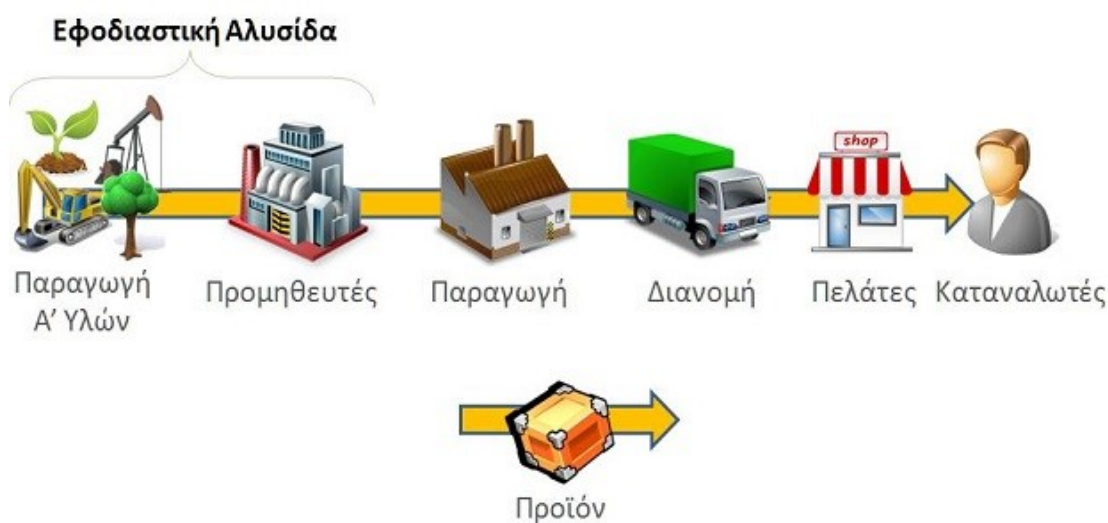 Εφοδιαστική Αλυσίδα
shop
Παραγωγή
Α' Υλών
Προμηθευτές
Παραγωγή
Διανομή
Πελάτες
Καταναλωτές
Προϊόν